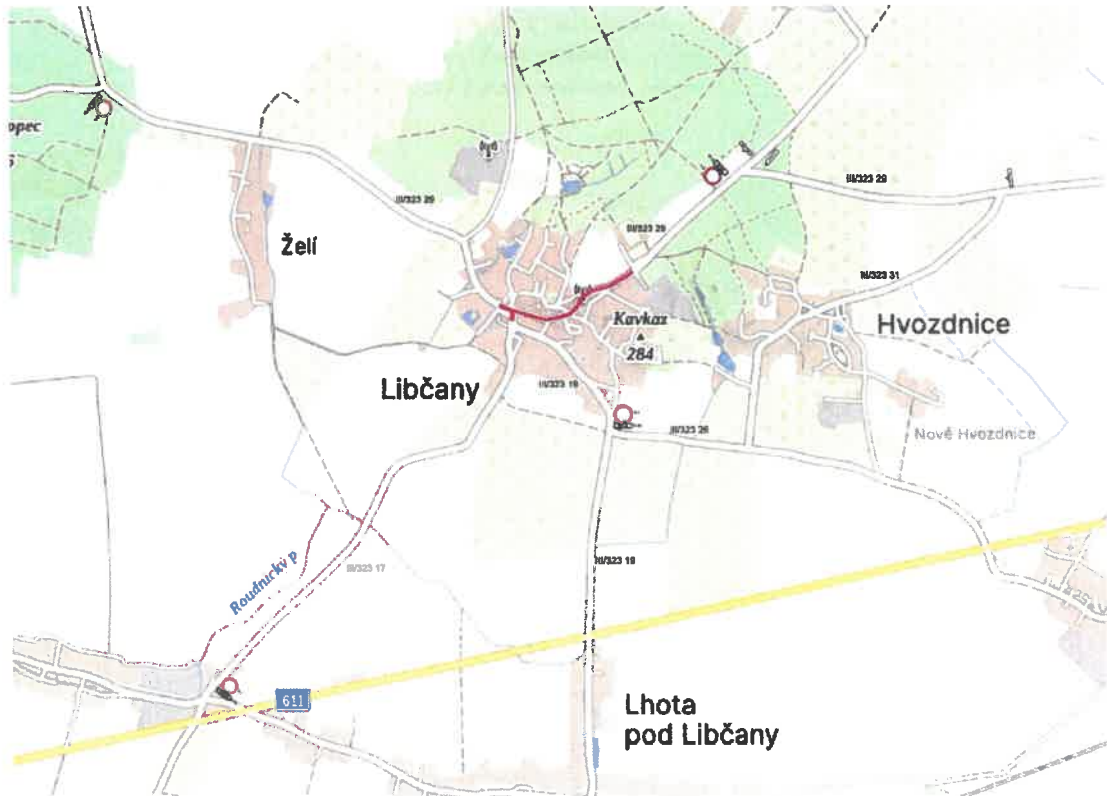 opec
III/323 29
III/323 29
Želí
III/323 29
III/323 31
Kavkaz
284
Hvozdnice
Libčany
III/323 19
III/323 26
Nové Hvozdnice
Roudnický p
III/323 17
III/323 19
611
Lhota
pod Libčany